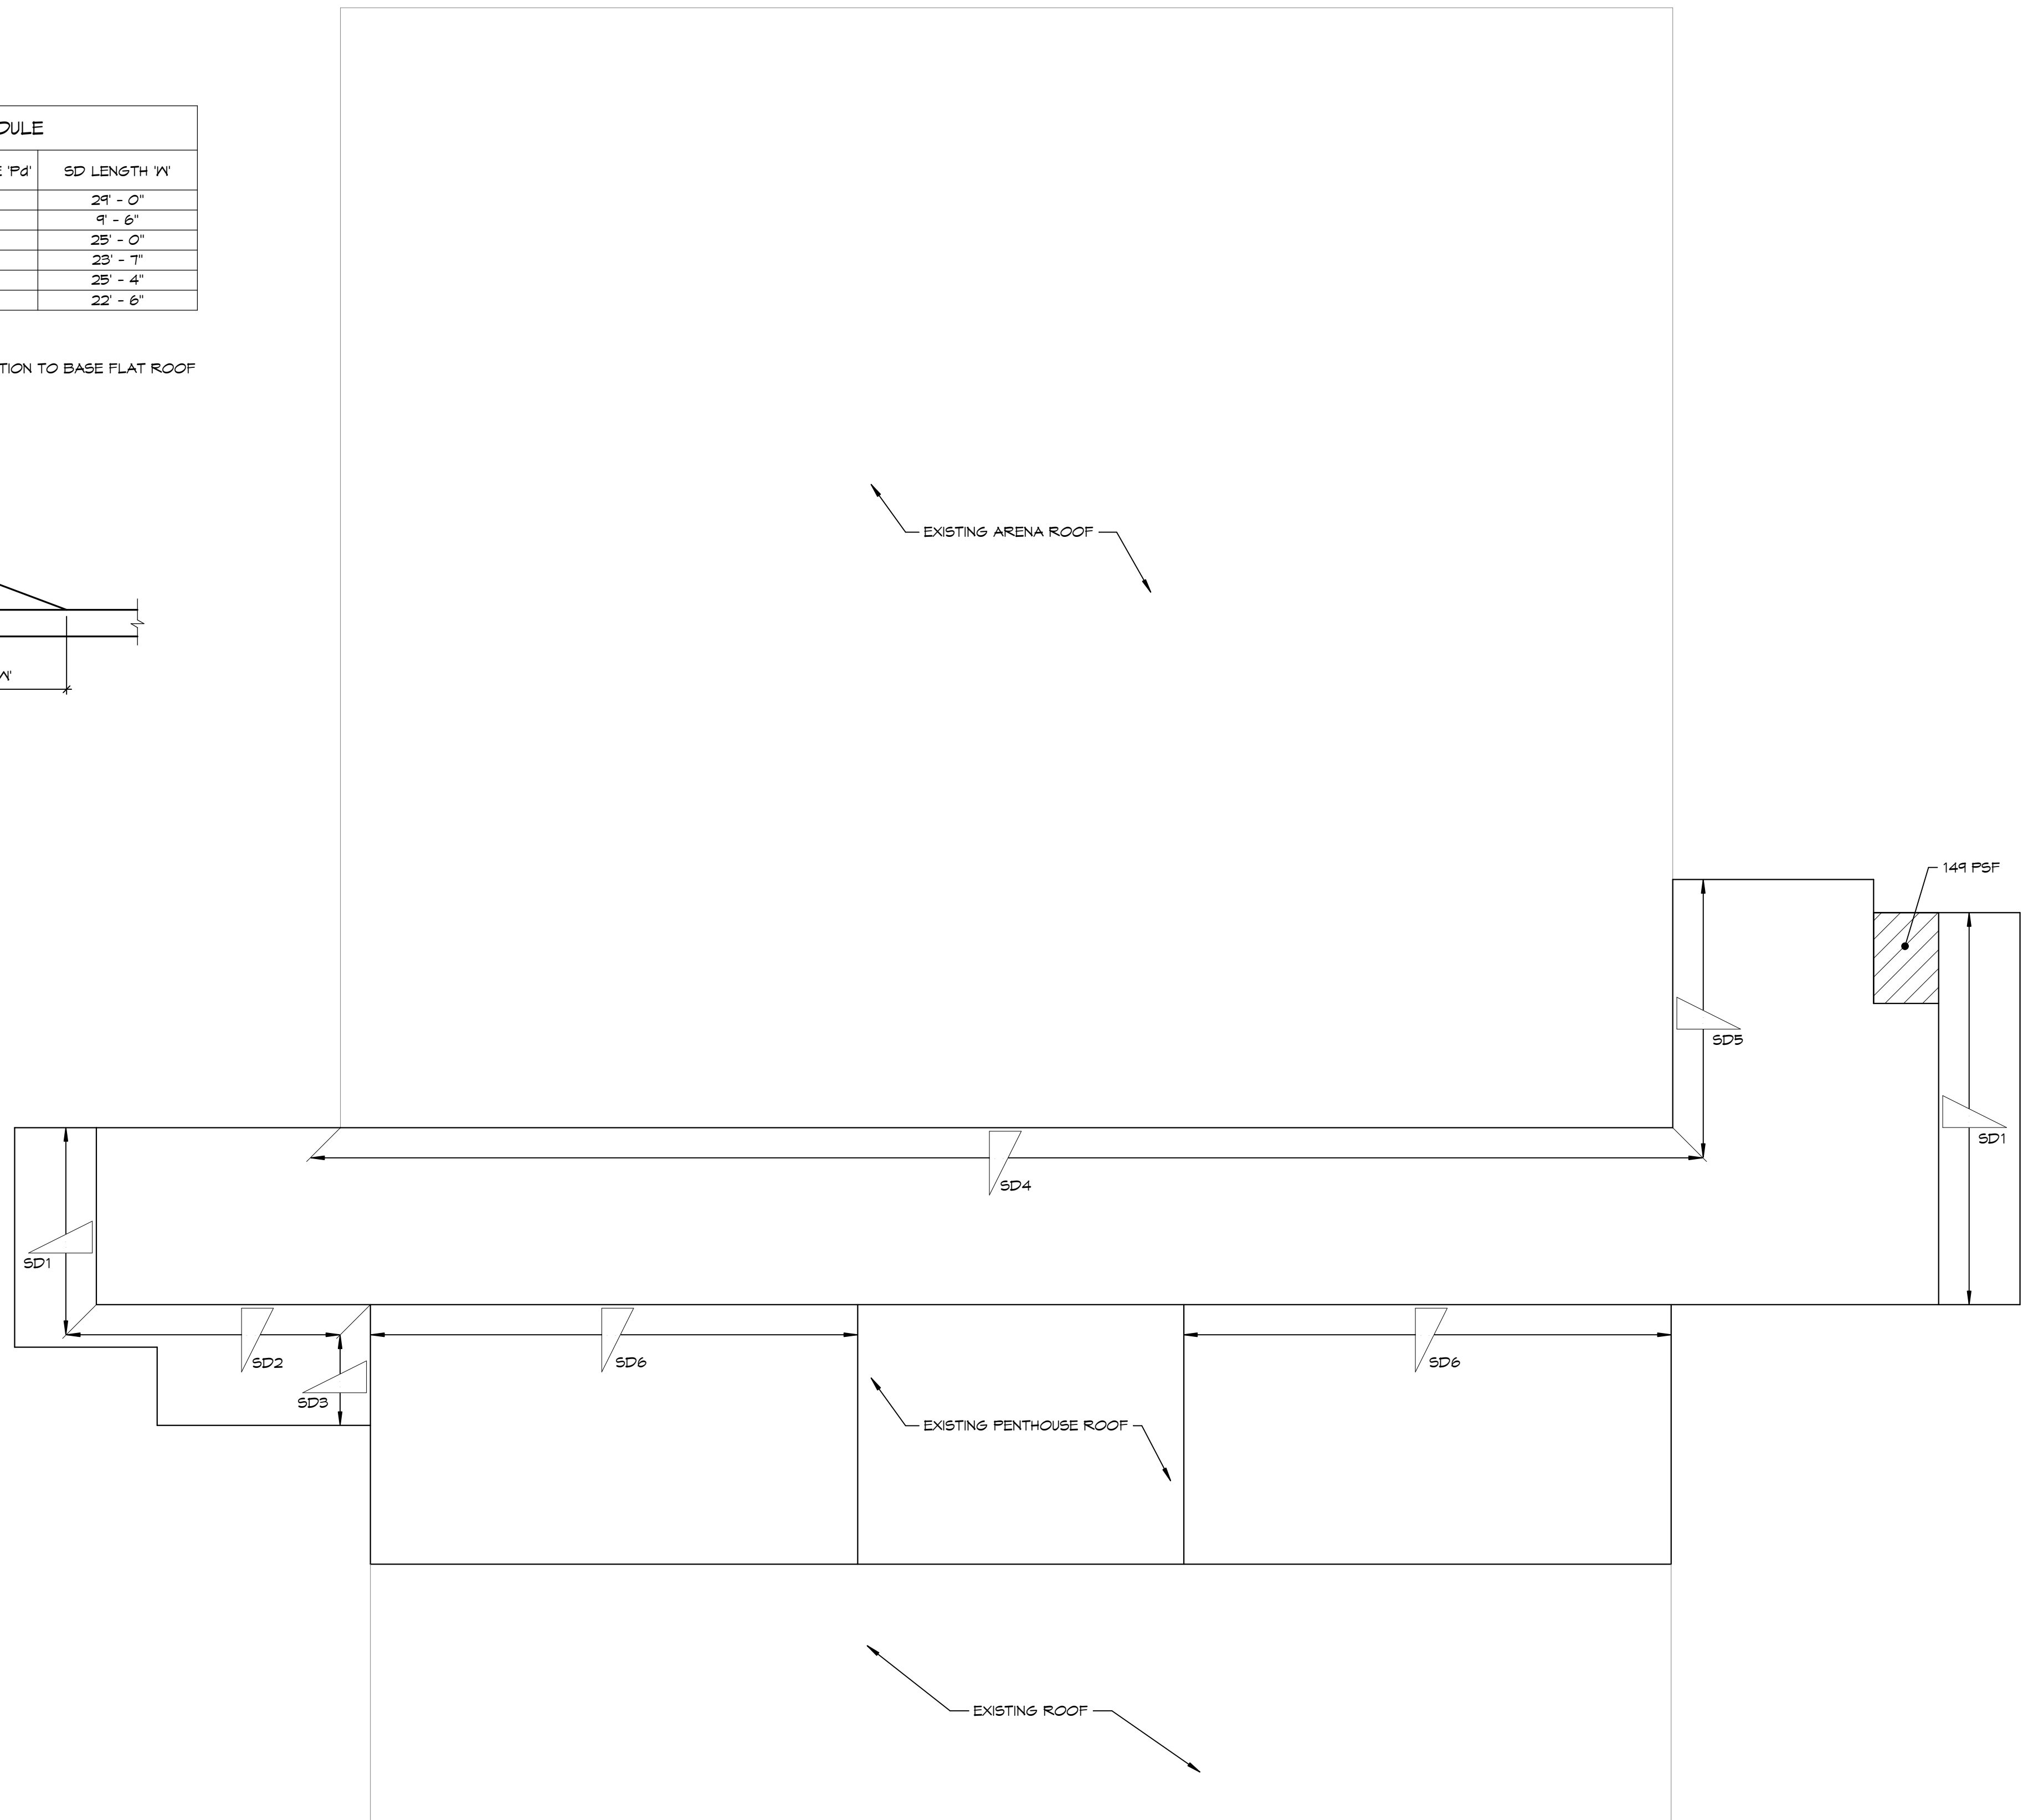 DULE
E 'Pd' SD LENGTH 'W'
29' - 0"
9' - 6"
25' - 0"
23' - 7"
25' - 4"
22' - 6"
TION TO BASE FLAT ROOF
EXISTING ARENA ROOF
W'
149 PSF
SD5
SD1
SD4
SD1
SD2
SD6
SD6
SD3
EXISTING PENTHOUSE ROOF
EXISTING ROOF